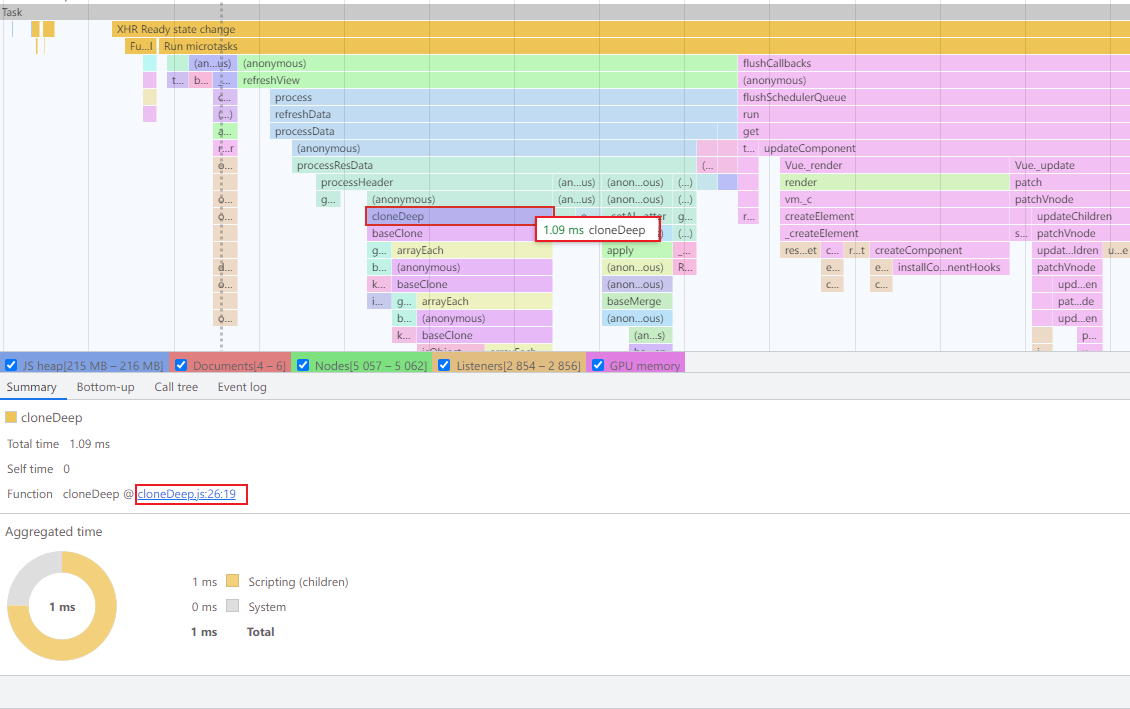 Task
XHR Ready state change
Fu...l Run microtasks
(an...us) (anonymous) flushCallbacks
t... b... ... refreshView (anonymous)
c... process flushSchedulerQueue
(...) refreshData run
a... processData get
r...r (anonymous) t... updateComponent
o... processResData (... Vue._render Vue._update
processHeader (an...us) (anon...ous) (...) render patch
o... g... (anonymous) (an...us) (anon...ous) (...) vm._c patchVnode
o... cloneDeep g... r... createElement updateChildren
baseClone 1.09 ms cloneDeep (...) _createElement s... patchVnode
g... arrayEach apply _... res...et c... r...t createComponent updat...ldren u...e
d... b... (anonymous) (anon...ous) R... e... e... installCo...nentHooks patchVnode
o... k... baseClone (anon...ous) c... c... upd...en
i... g... arrayEach baseMerge pat...de
o... b... (anonymous) (anon...ous) upd...en
k... baseClone (an...s) p...
JS heap[215 MB – 216 MB] Documents[4 – 6] Nodes[5 057 – 5 062] Listeners[2 854 – 2 856] GPU memory
Summary Bottom-up Call tree Event log
cloneDeep
Total time 1.09 ms
Self time 0
Function cloneDeep @ cloneDeep.js:26:19
Aggregated time
1 ms
1 ms Scripting (children)
0 ms System
1 ms Total